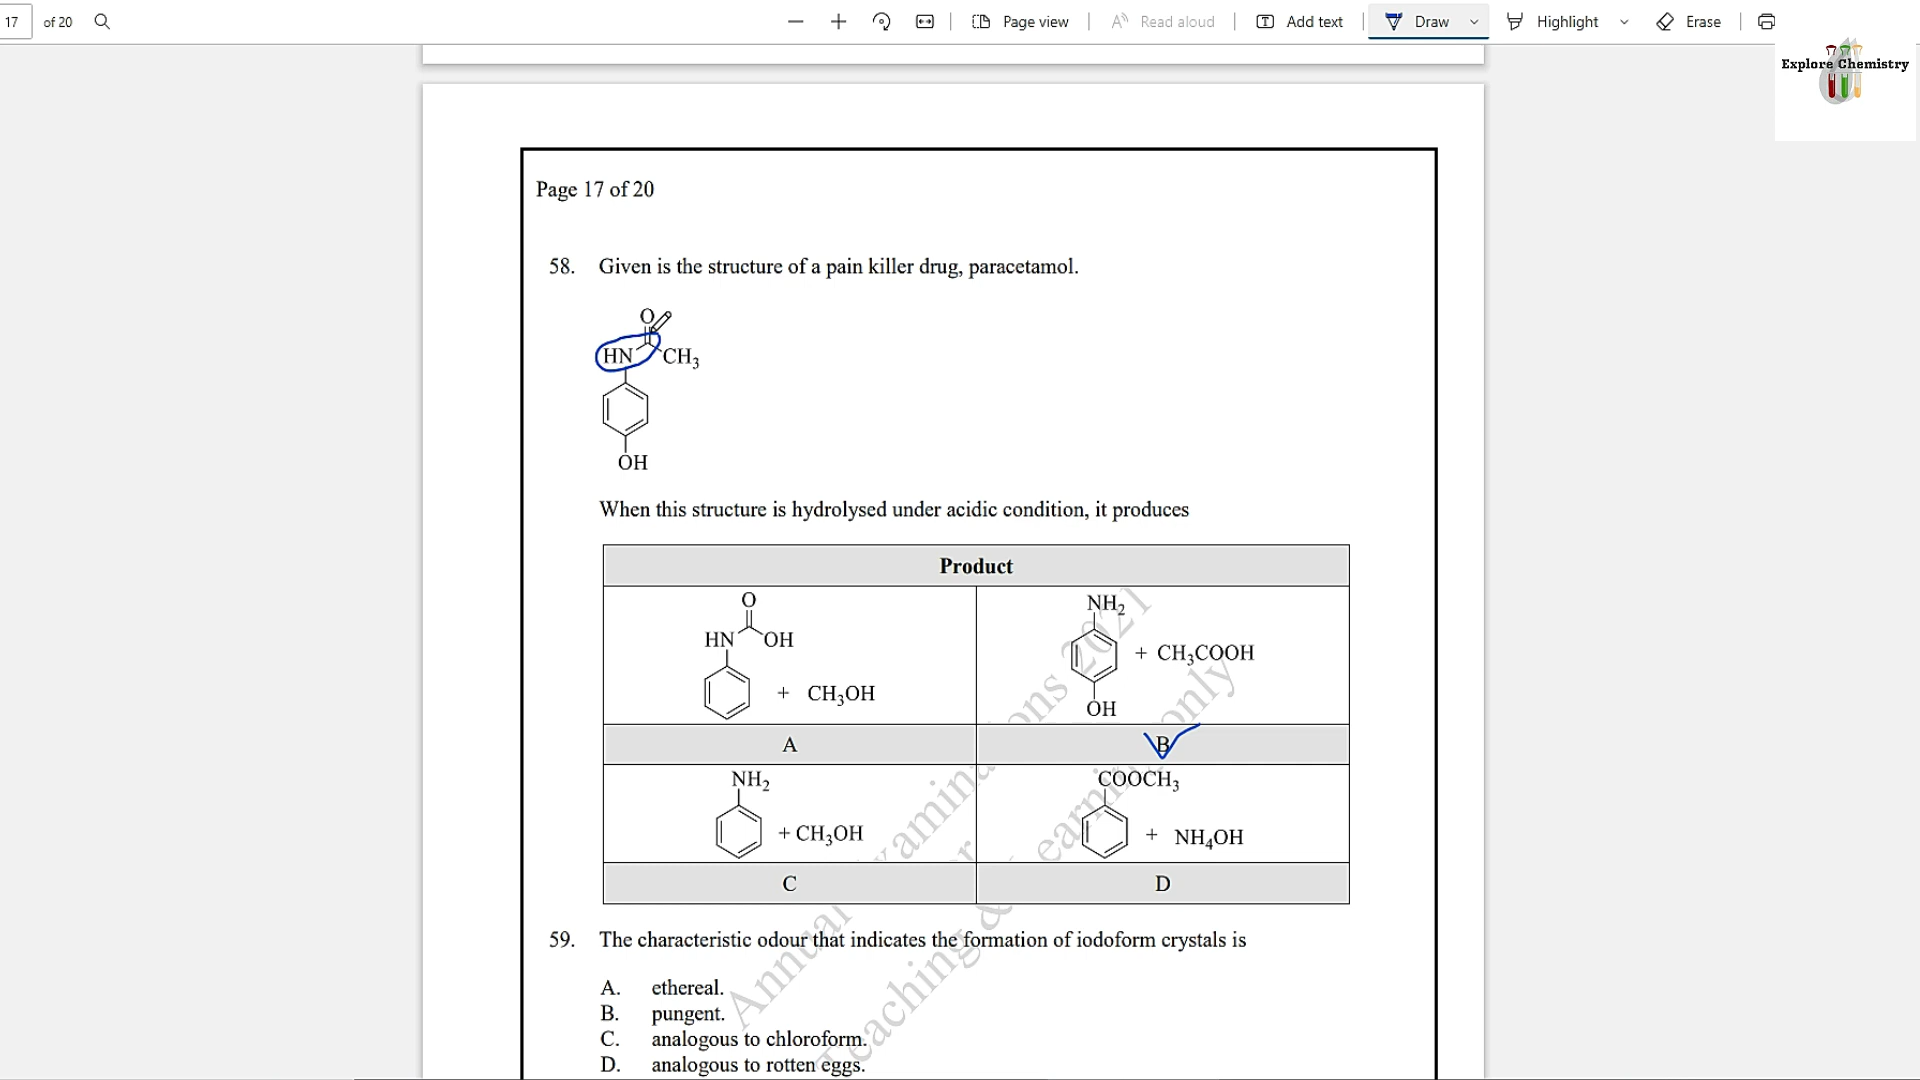 17 of 20 Page view Read aloud Add text Draw Highlight Erase
Explore Chemistry
Page 17 of 20
58. Given is the structure of a pain killer drug, paracetamol.
O
HN CH₃
OH
When this structure is hydrolysed under acidic condition, it produces
Product
O
HN OH
+ CH₃OH
NH₂
+ CH₃COOH
OH
A B
NH₂
+ CH₃OH
COOCH₃
+ NH₄OH
C D
59. The characteristic odour that indicates the formation of iodoform crystals is
A. ethereal.
B. pungent.
C. analogous to chloroform.
D. analogous to rotten eggs.
Teaching & Learning only